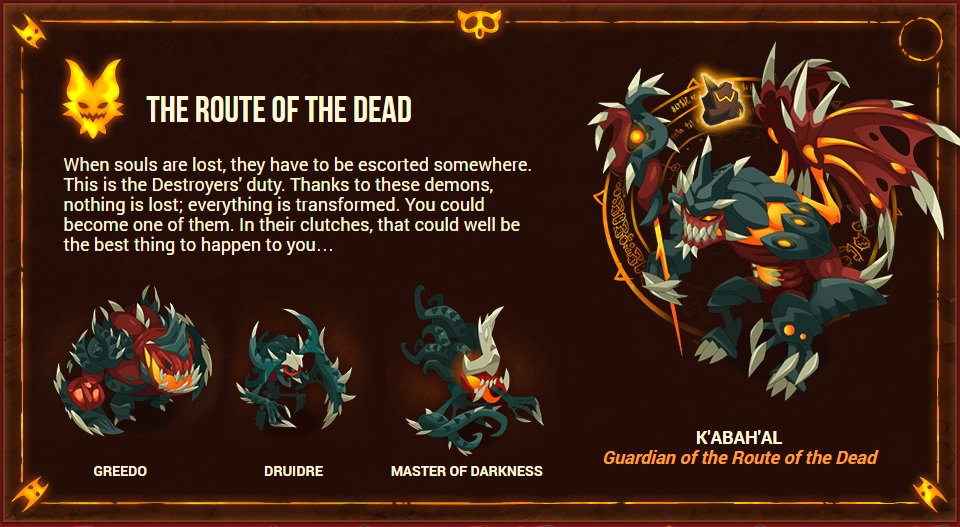 THE ROUTE OF THE DEAD
When souls are lost, they have to be escorted somewhere.
This is the Destroyers' duty. Thanks to these demons,
nothing is lost; everything is transformed. You could
become one of them. In their clutches, that could well be
the best thing to happen to you...
GREEDO
DRUIDRE
MASTER OF DARKNESS
K'ABAH'AL
Guardian of the Route of the Dead